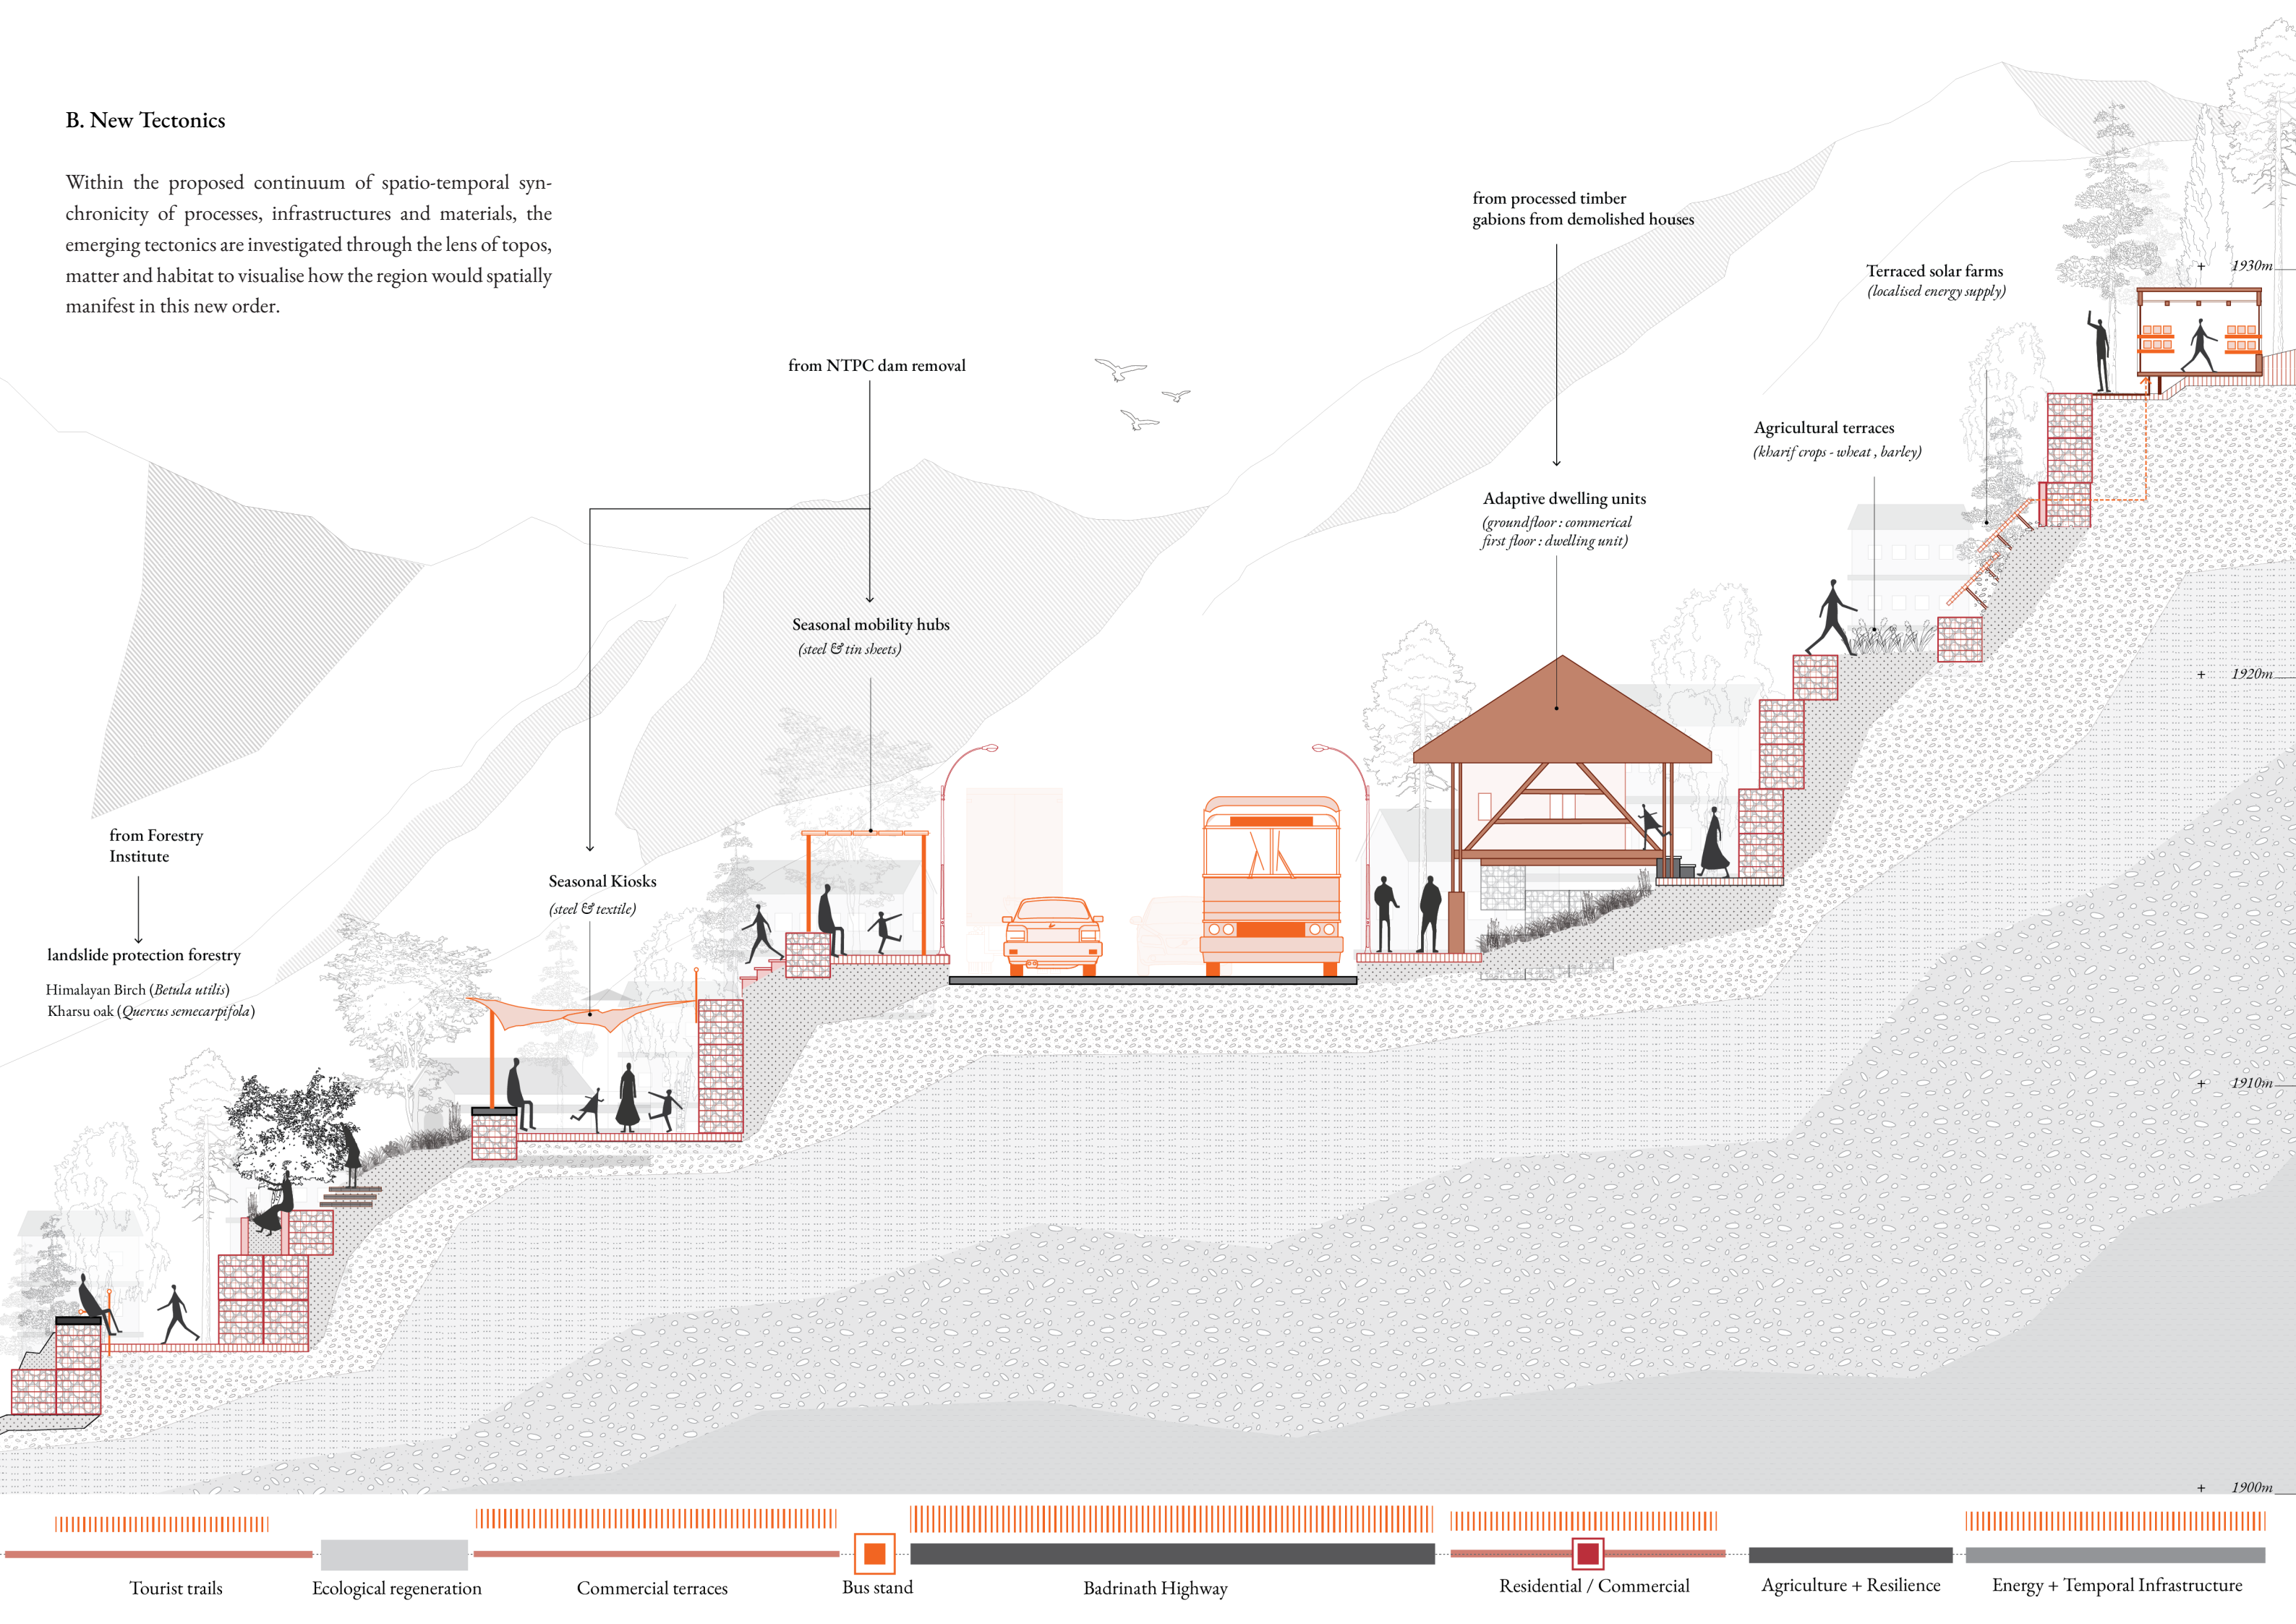 B. New Tectonics
Within the proposed continuum of spatio-temporal syn-
chronicity of processes, infrastructures and materials, the
emerging tectonics are investigated through the lens of topos,
matter and habitat to visualise how the region would spatially
manifest in this new order.
from processed timber
gabions from demolished houses
Terraced solar farms
(localised energy supply)
+ 1930m
from NTPC dam removal
Agricultural terraces
(kharif crops - wheat , barley)
Adaptive dwelling units
(groundfloor : commerical
first floor : dwelling unit)
Seasonal mobility hubs
(steel & tin sheets)
+ 1920m
from Forestry
Institute
Seasonal Kiosks
(steel & textile)
landslide protection forestry
Himalayan Birch (Betula utilis)
Kharsu oak (Quercus semecarpifola)
+ 1910m
+ 1900m
Tourist trails
Ecological regeneration
Commercial terraces
Bus stand
Badrinath Highway
Residential / Commercial
Agriculture + Resilience
Energy + Temporal Infrastructure